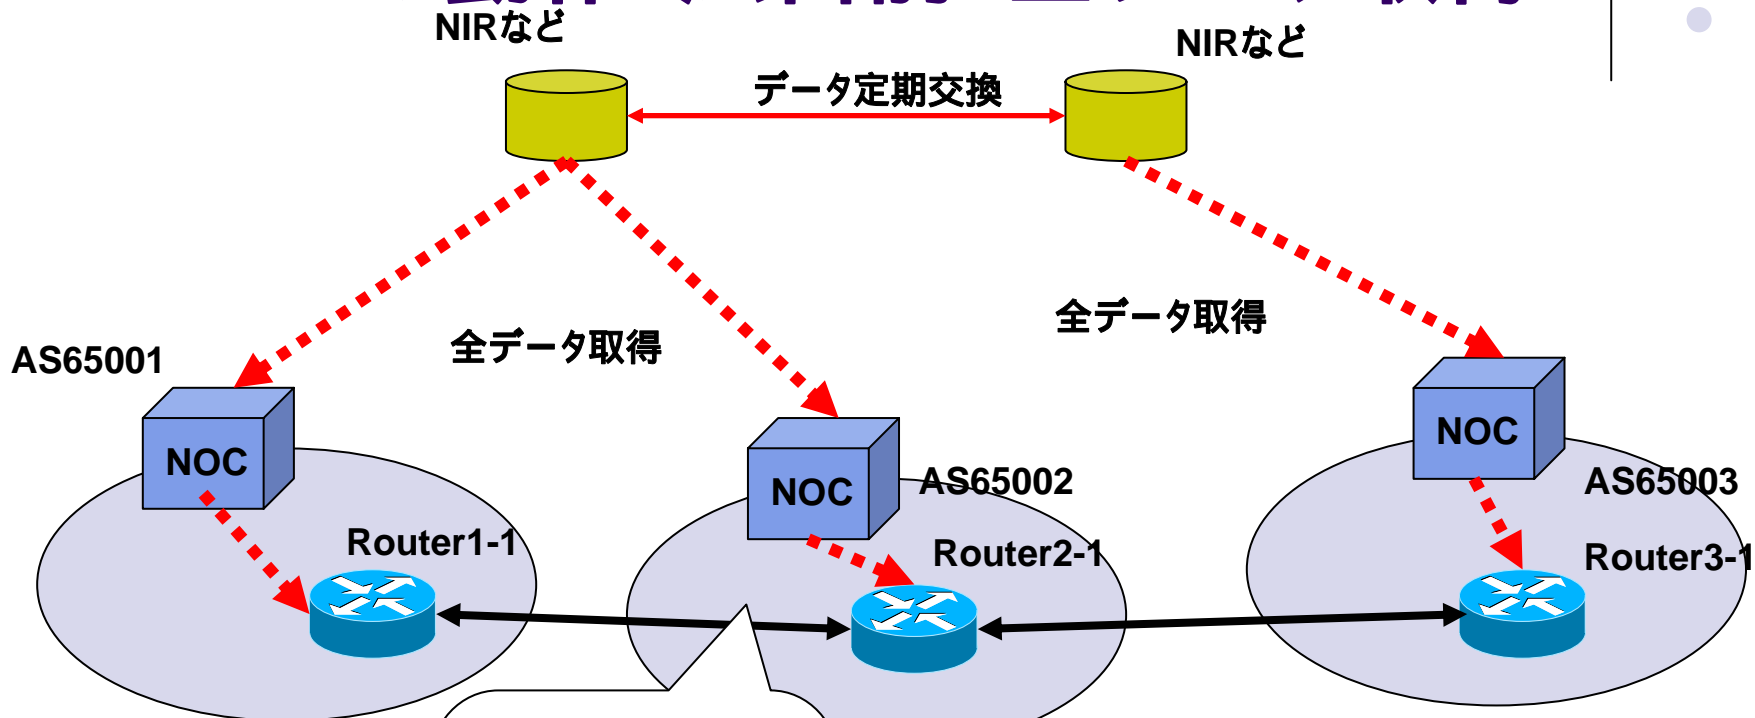 NIRなど
NIRなど
データ定期交換
全データ取得
全データ取得
AS65001
NOC
NOC
NOC
AS65002
AS65003
Router1-1
Router2-1
Router3-1